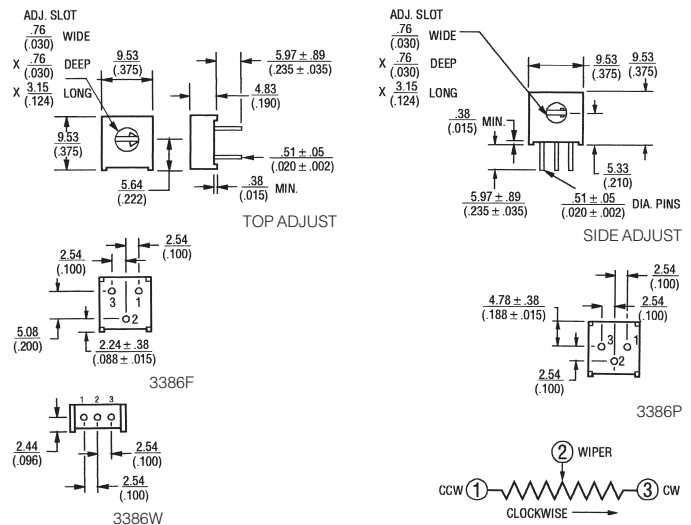 ADJ. SLOT
.76
(.030) WIDE
X .76
(.030) DEEP
X 3.15
(.124) LONG
9.53
(.375)
5.97 ± .89
(.235 ± .035)
4.83
(.190)
9.53
(.375)
5.64
(.222)
.51 ± .05
(.020 ± .002)
.38
(.015) MIN.
TOP ADJUST
ADJ. SLOT
.76
(.030) WIDE
X .76
(.030) DEEP
X 3.15
(.124) LONG
9.53
(.375)
9.53
(.375)
.38
(.015) MIN.
5.33
(.210)
5.97 ± .89
(.235 ± .035)
.51 ± .05
(.020 ± .002) DIA. PINS
SIDE ADJUST
2.54
(.100)
2.54
(.100)
3 1
2
5.08
(.200)
2.24 ± .38
(.088 ± .015)
3386F
2.54
(.100)
4.78 ± .38
(.188 ± .015)
2.54
(.100)
3 1
2
2.54
(.100)
3386P
1 2 3
2.44
(.096)
2.54
(.100)
2.54
(.100)
3386W
2 WIPER
CCW 1 3 CW
CLOCKWISE